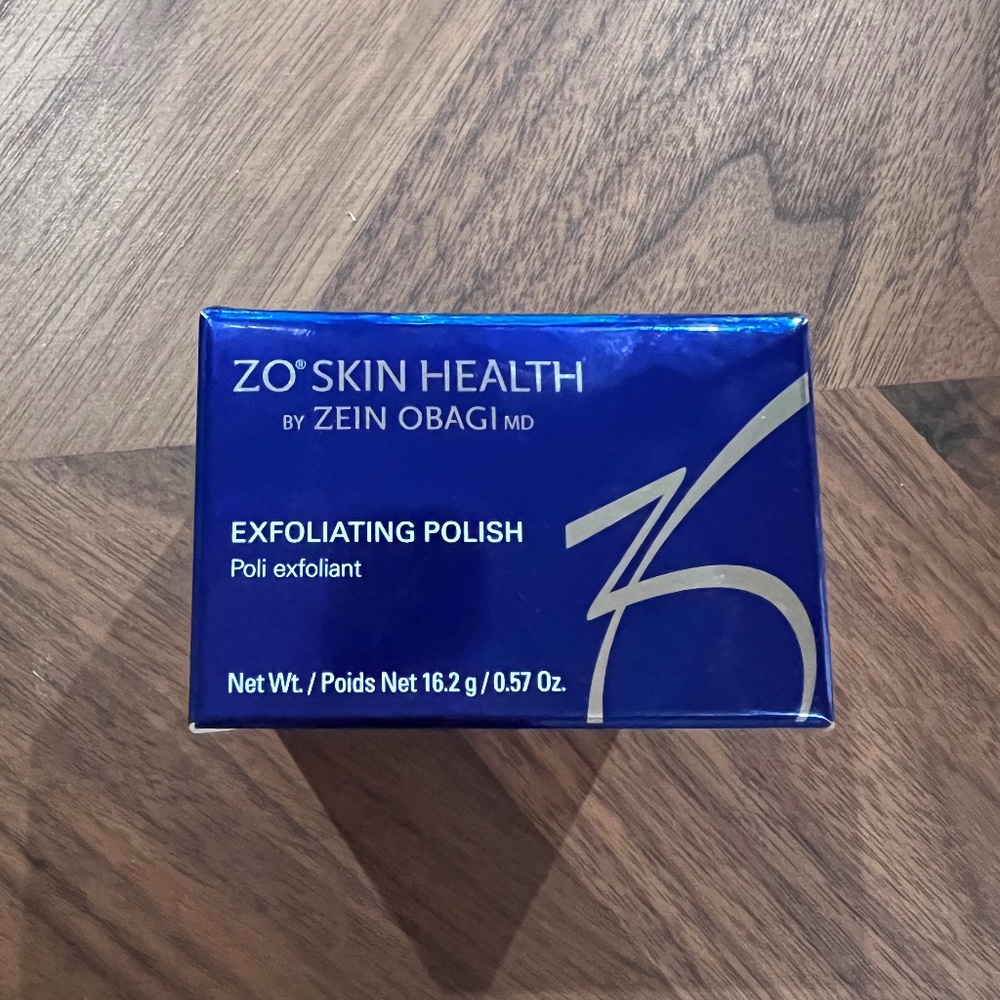 ZO® SKIN HEALTH
BY ZEIN OBAGI MD
EXFOLIATING POLISH
Poli exfoliant
Net Wt. / Poids Net 16.2 g / 0.57 Oz.